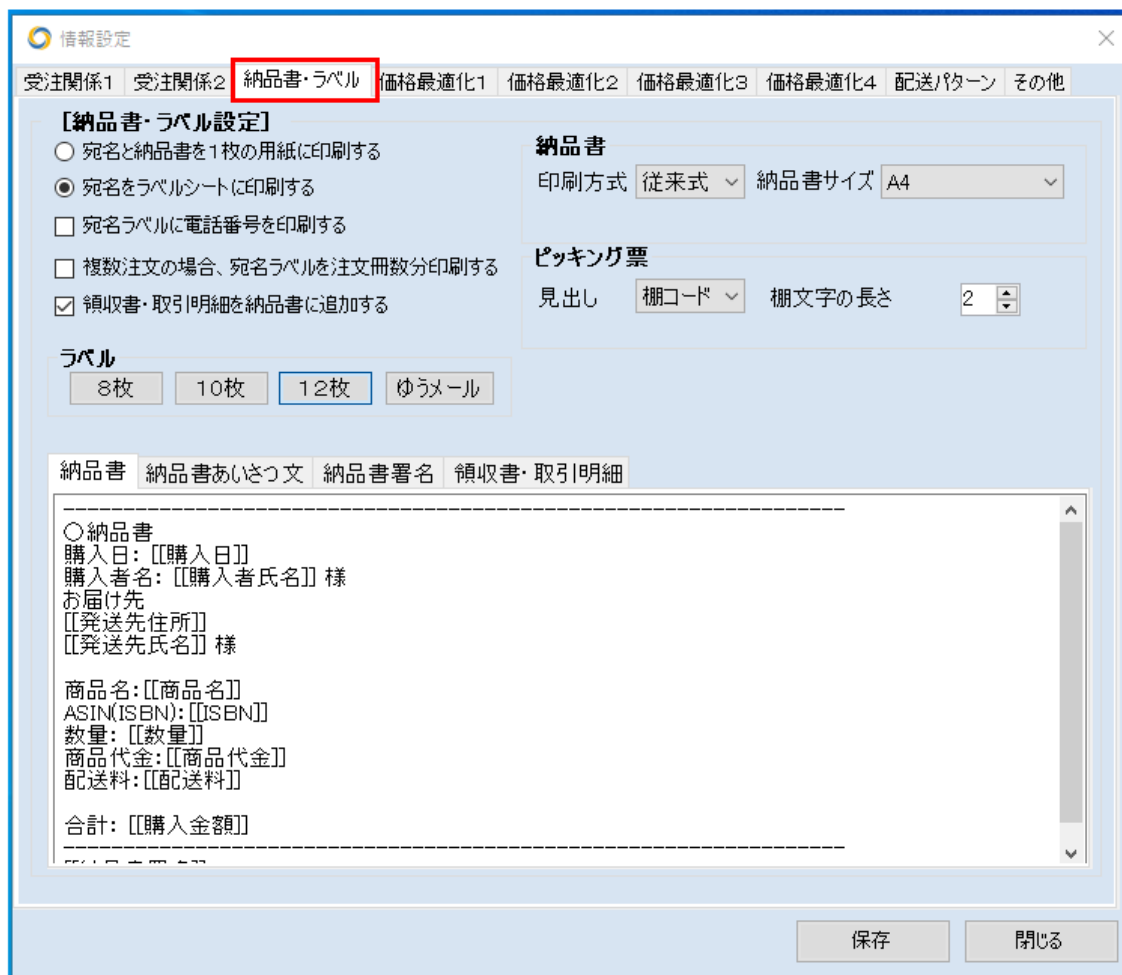 情報設定
受注関係1 受注関係2 納品書・ラベル 価格最適化1 価格最適化2 価格最適化3 価格最適化4 配送パターン その他
[納品書・ラベル設定]
宛名と納品書を1枚の用紙に印刷する
宛名をラベルシートに印刷する
宛名ラベルに電話番号を印刷する
複数注文の場合、宛名ラベルを注文冊数分印刷する
領収書・取引明細を納品書に追加する
納品書
印刷方式 従来式 納品書サイズ A4
ピッキング票
見出し 棚コード 棚文字の長さ 2
ラベル
8枚 10枚 12枚 ゆうメール
納品書 納品書あいさつ文 納品書署名 領収書・取引明細
------------------------------------------------------------------
○納品書
購入日: [[購入日]]
購入者名: [[購入者氏名]] 様
お届け先
[[発送先住所]]
[[発送先氏名]] 様
商品名:[[商品名]]
ASIN(ISBN):[[ISBN]]
数量: [[数量]]
商品代金:[[商品代金]]
配送料:[[配送料]]
合計: [[購入金額]]
------------------------------------------------------------------
保存 閉じる